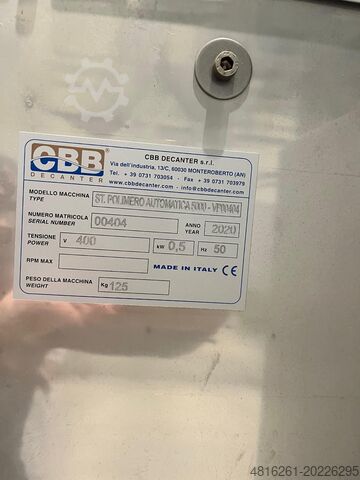 CBB
DECANTER
CBB DECANTER s.r.l.
Via dell'industria, 13/C, 60030 MONTEROBERTO (AN)
Tel. + 39 0731 703054 - Fax + 39 0731 703979
www.cbbdecanter.com - info@cbbdecanter.com
MODELLO MACCHINA
TYPE
ST. POLIMERO AUTOMATICA 5000 - VF00404
NUMERO MATRICOLA
SERIAL NUMBER
00404
ANNO
YEAR
2020
TENSIONE
POWER
V 400 kW 0,5 Hz 50
RPM MAX
MADE IN ITALY CE
PESO DELLA MACCHINA
WEIGHT
Kg 125
4816261-20226295